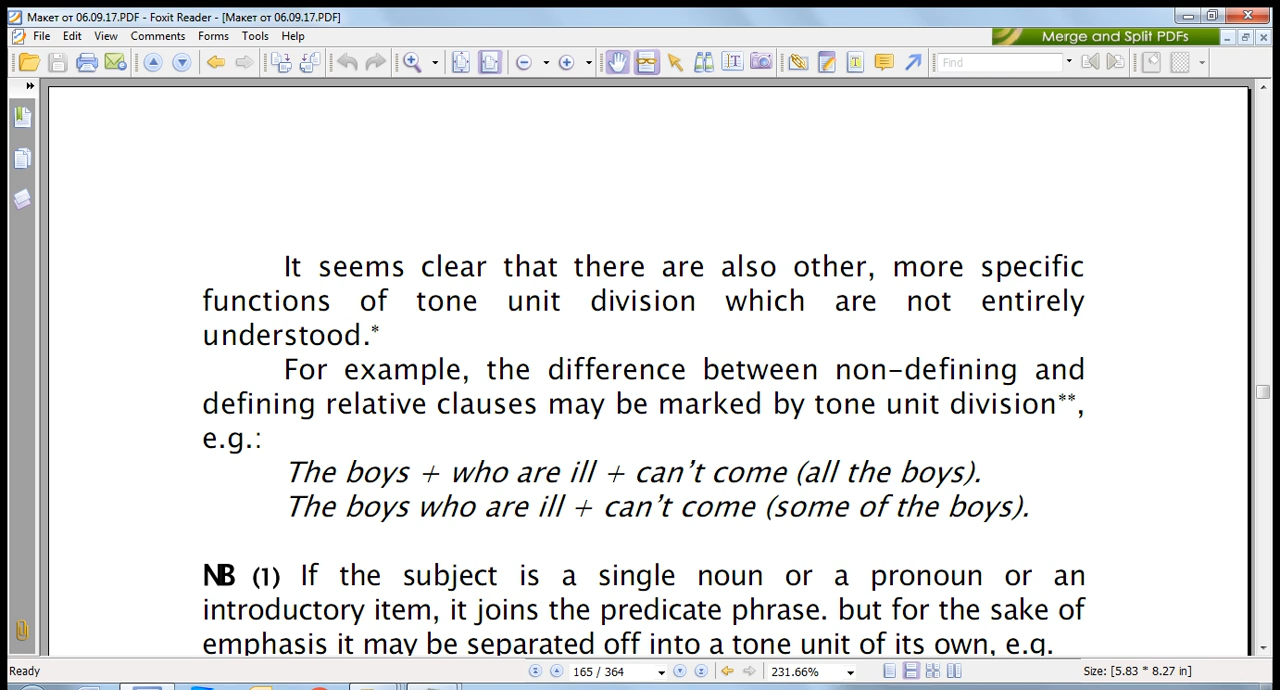 Макет от 06.09.17.PDF - Foxit Reader - [Макет от 06.09.17.PDF]
File Edit View Comments Forms Tools Help
Merge and Split PDFs
Find
It seems clear that there are also other, more specific
functions of tone unit division which are not entirely
understood.*
For example, the difference between non-defining and
defining relative clauses may be marked by tone unit division**,
e.g.:
The boys + who are ill + can't come (all the boys).
The boys who are ill + can't come (some of the boys).
NB (1) If the subject is a single noun or a pronoun or an
introductory item, it joins the predicate phrase. but for the sake of
emphasis it may be separated off into a tone unit of its own, e.g.
Ready
165 / 364
231.66%
Size: [5.83 * 8.27 in]